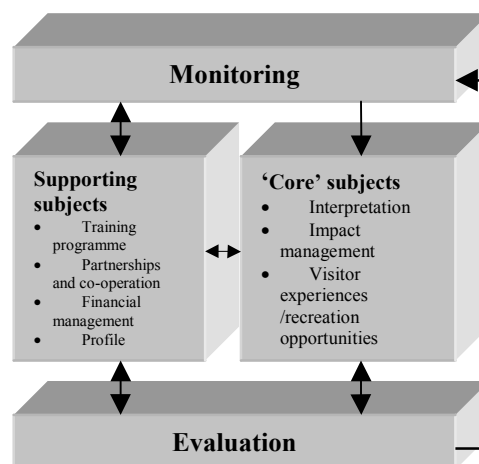 Monitoring
Supporting
subjects
• Training
programme
• Partnerships
and co-operation
• Financial
management
• Profile
‘Core’ subjects
• Interpretation
• Impact
management
• Visitor
experiences
/recreation
opportunities
Evaluation